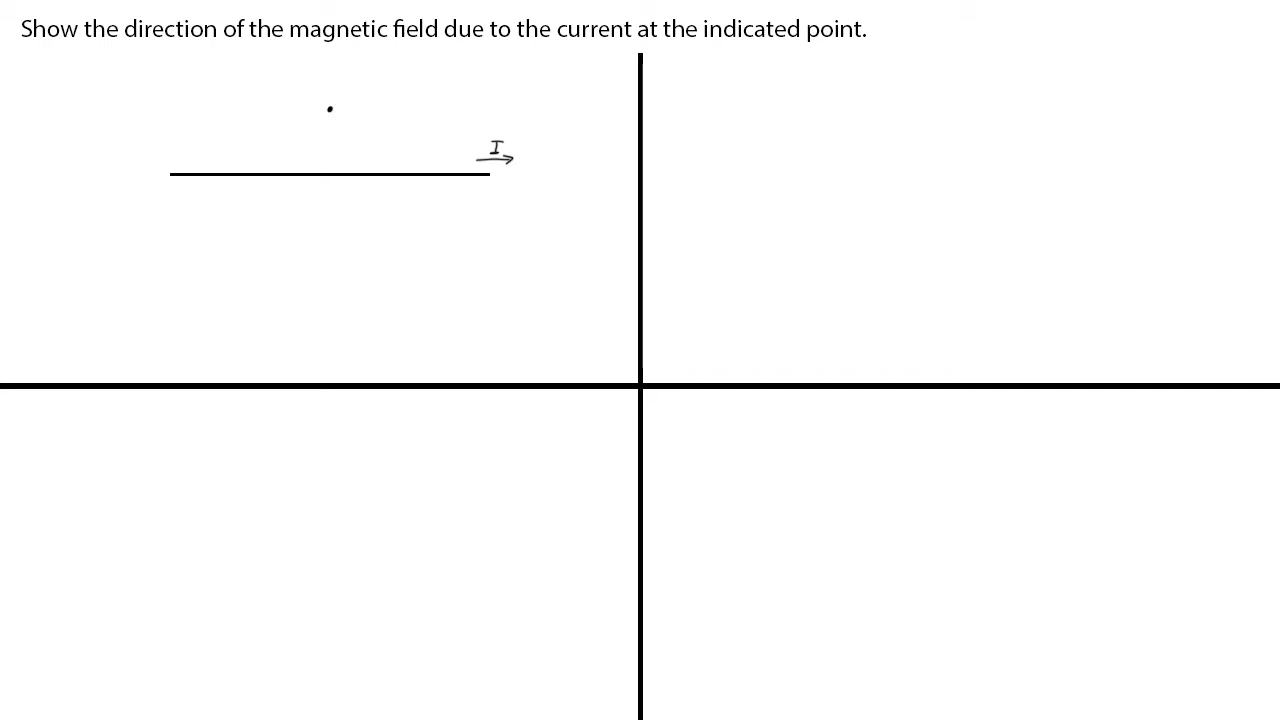 Show the direction of the magnetic field due to the current at the indicated point.
I